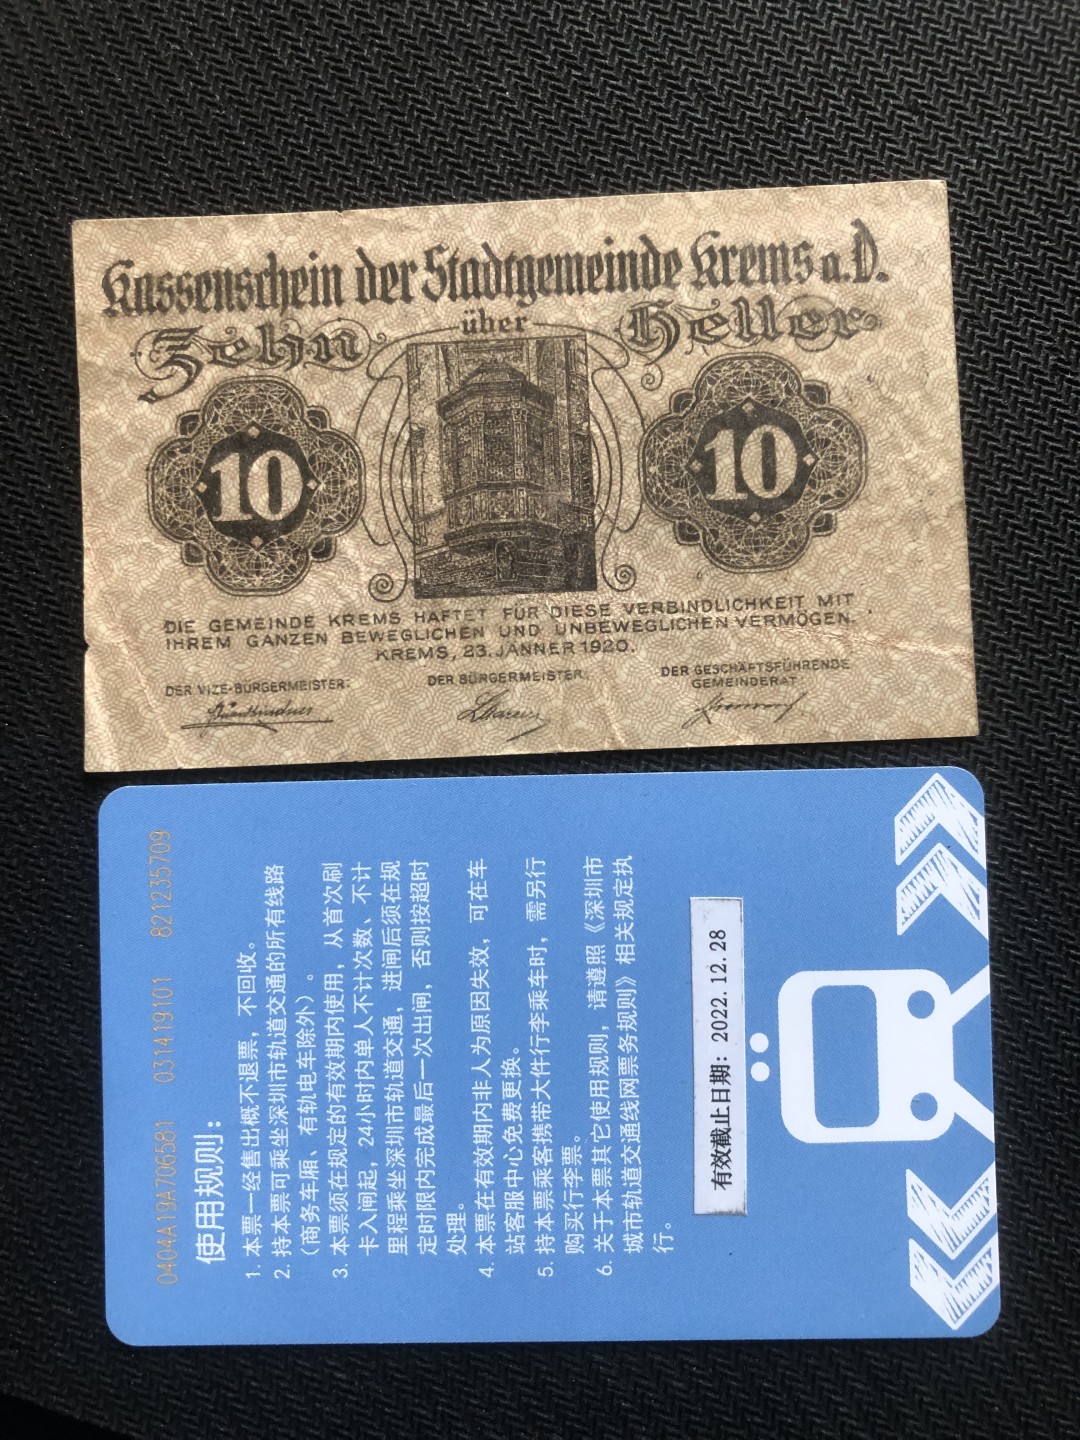 Kassenschein der Stadtgemeinde Krems a.D.
Zehn über Heller
10 10
DIE GEMEINDE KREMS HAFTET FÜR DIESE VERBINDLICHKEIT MIT
IHREM GANZEN BEWEGLICHEN UND UNBEWEGLICHEN VERMÖGEN.
KREMS, 23. JÄNNER 1920.
DER VIZE-BÜRGERMEISTER:
DER BÜRGERMEISTER:
DER GESCHÄFTSFÜHRENDE
GEMEINDERAT:
0404A19A706581 031419101 821235709
使用规则：
1. 本票一经售出概不退票，不回收。
2. 持本票可乘坐深圳市轨道交通的所有线路
（商务车厢、有轨电车除外）。
3. 本票须在规定的有效期内使用，从首次刷
卡入闸起，24小时内单人不计次数、不计
里程乘坐深圳市轨道交通，进闸后须在规
定时限内完成最后一次出闸，否则按超时
处理。
4. 本票在有效期内非人为原因失效，可在车
站客服中心免费更换。
5. 持本票乘客携带大件行李乘车时，需另行
购买行李票。
6. 关于本票其它使用规则，请遵照《深圳市
城市轨道交通线网票务规则》相关规定执
行。
有效截止日期：2022.12.28